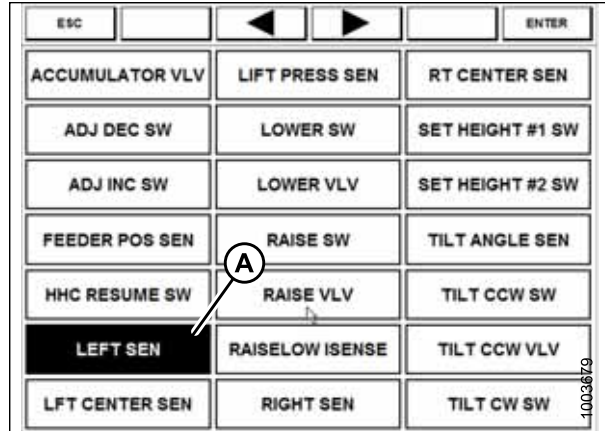 ESC ENTER
ACCUMULATOR VLV LIFT PRESS SEN RT CENTER SEN
ADJ DEC SW LOWER SW SET HEIGHT #1 SW
ADJ INC SW LOWER VLV SET HEIGHT #2 SW
FEEDER POS SEN RAISE SW TILT ANGLE SEN
A
HHC RESUME SW RAISE VLV TILT CCW SW
LEFT SEN RAISELOW ISENSE TILT CCW VLV
LFT CENTER SEN RIGHT SEN TILT CW SW
1003679